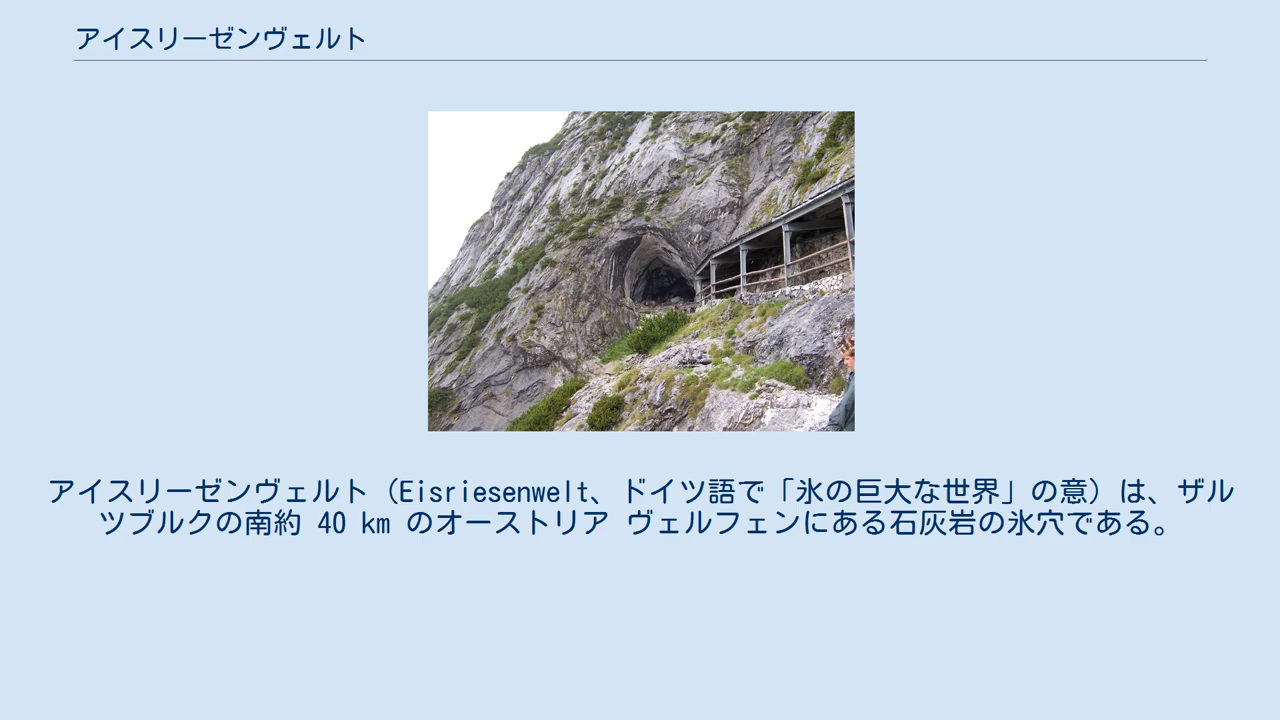 アイスリーゼンヴェルト
アイスリーゼンヴェルト（Eisriesenwelt、ドイツ語で「氷の巨大な世界」の意）は、ザル
ツブルクの南約 40 km のオーストリア ヴェルフェンにある石灰岩の氷穴である。